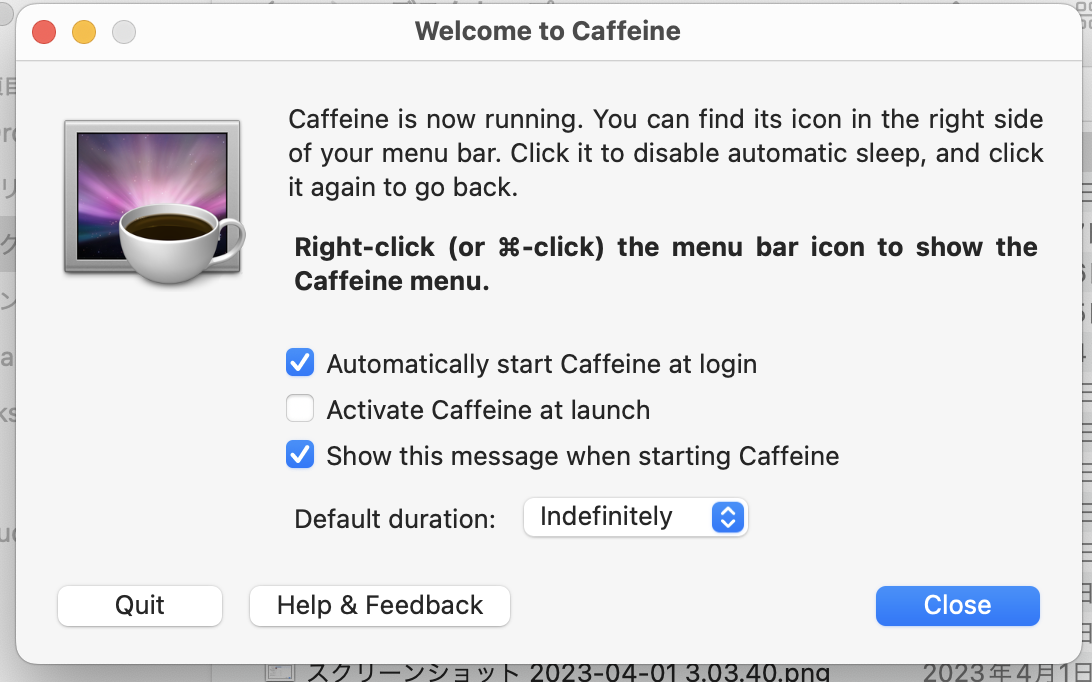 Welcome to Caffeine
Caffeine is now running. You can find its icon in the right side
of your menu bar. Click it to disable automatic sleep, and click
it again to go back.
Right-click (or ⌘-click) the menu bar icon to show the
Caffeine menu.
Automatically start Caffeine at login
Activate Caffeine at launch
Show this message when starting Caffeine
Default duration: Indefinitely
Quit Help & Feedback Close
スクリーンショット 2023-04-01 3.03.40.png 2023年4月1日